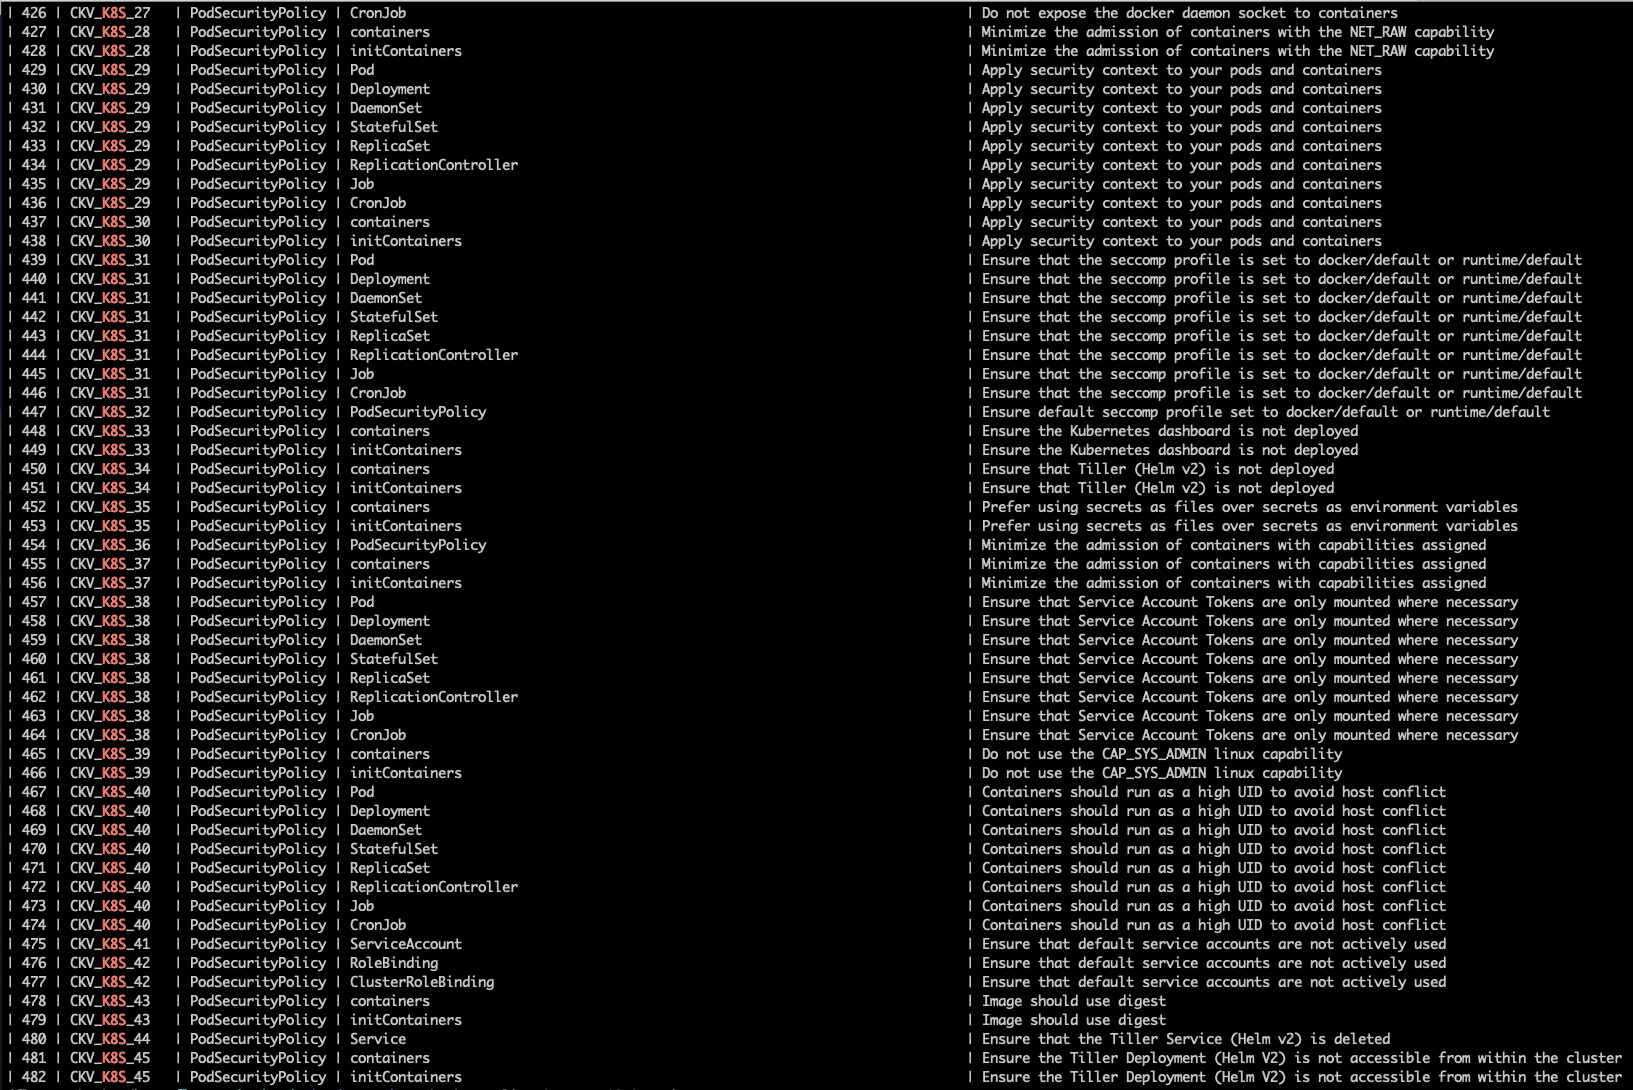 | 426 | CKV_K8S_27 | PodSecurityPolicy | CronJob | Do not expose the docker daemon socket to containers
| 427 | CKV_K8S_28 | PodSecurityPolicy | containers | Minimize the admission of containers with the NET_RAW capability
| 428 | CKV_K8S_28 | PodSecurityPolicy | initContainers | Minimize the admission of containers with the NET_RAW capability
| 429 | CKV_K8S_29 | PodSecurityPolicy | Pod | Apply security context to your pods and containers
| 430 | CKV_K8S_29 | PodSecurityPolicy | Deployment | Apply security context to your pods and containers
| 431 | CKV_K8S_29 | PodSecurityPolicy | DaemonSet | Apply security context to your pods and containers
| 432 | CKV_K8S_29 | PodSecurityPolicy | StatefulSet | Apply security context to your pods and containers
| 433 | CKV_K8S_29 | PodSecurityPolicy | ReplicaSet | Apply security context to your pods and containers
| 434 | CKV_K8S_29 | PodSecurityPolicy | ReplicationController | Apply security context to your pods and containers
| 435 | CKV_K8S_29 | PodSecurityPolicy | Job | Apply security context to your pods and containers
| 436 | CKV_K8S_29 | PodSecurityPolicy | CronJob | Apply security context to your pods and containers
| 437 | CKV_K8S_30 | PodSecurityPolicy | containers | Apply security context to your pods and containers
| 438 | CKV_K8S_30 | PodSecurityPolicy | initContainers | Apply security context to your pods and containers
| 439 | CKV_K8S_31 | PodSecurityPolicy | Pod | Ensure that the seccomp profile is set to docker/default or runtime/default
| 440 | CKV_K8S_31 | PodSecurityPolicy | Deployment | Ensure that the seccomp profile is set to docker/default or runtime/default
| 441 | CKV_K8S_31 | PodSecurityPolicy | DaemonSet | Ensure that the seccomp profile is set to docker/default or runtime/default
| 442 | CKV_K8S_31 | PodSecurityPolicy | StatefulSet | Ensure that the seccomp profile is set to docker/default or runtime/default
| 443 | CKV_K8S_31 | PodSecurityPolicy | ReplicaSet | Ensure that the seccomp profile is set to docker/default or runtime/default
| 444 | CKV_K8S_31 | PodSecurityPolicy | ReplicationController | Ensure that the seccomp profile is set to docker/default or runtime/default
| 445 | CKV_K8S_31 | PodSecurityPolicy | Job | Ensure that the seccomp profile is set to docker/default or runtime/default
| 446 | CKV_K8S_31 | PodSecurityPolicy | CronJob | Ensure that the seccomp profile is set to docker/default or runtime/default
| 447 | CKV_K8S_32 | PodSecurityPolicy | PodSecurityPolicy | Ensure default seccomp profile set to docker/default or runtime/default
| 448 | CKV_K8S_33 | PodSecurityPolicy | containers | Ensure the Kubernetes dashboard is not deployed
| 449 | CKV_K8S_33 | PodSecurityPolicy | initContainers | Ensure the Kubernetes dashboard is not deployed
| 450 | CKV_K8S_34 | PodSecurityPolicy | containers | Ensure that Tiller (Helm v2) is not deployed
| 451 | CKV_K8S_34 | PodSecurityPolicy | initContainers | Ensure that Tiller (Helm v2) is not deployed
| 452 | CKV_K8S_35 | PodSecurityPolicy | containers | Prefer using secrets as files over secrets as environment variables
| 453 | CKV_K8S_35 | PodSecurityPolicy | initContainers | Prefer using secrets as files over secrets as environment variables
| 454 | CKV_K8S_36 | PodSecurityPolicy | PodSecurityPolicy | Minimize the admission of containers with capabilities assigned
| 455 | CKV_K8S_37 | PodSecurityPolicy | containers | Minimize the admission of containers with capabilities assigned
| 456 | CKV_K8S_37 | PodSecurityPolicy | initContainers | Minimize the admission of containers with capabilities assigned
| 457 | CKV_K8S_38 | PodSecurityPolicy | Pod | Ensure that Service Account Tokens are only mounted where necessary
| 458 | CKV_K8S_38 | PodSecurityPolicy | Deployment | Ensure that Service Account Tokens are only mounted where necessary
| 459 | CKV_K8S_38 | PodSecurityPolicy | DaemonSet | Ensure that Service Account Tokens are only mounted where necessary
| 460 | CKV_K8S_38 | PodSecurityPolicy | StatefulSet | Ensure that Service Account Tokens are only mounted where necessary
| 461 | CKV_K8S_38 | PodSecurityPolicy | ReplicaSet | Ensure that Service Account Tokens are only mounted where necessary
| 462 | CKV_K8S_38 | PodSecurityPolicy | ReplicationController | Ensure that Service Account Tokens are only mounted where necessary
| 463 | CKV_K8S_38 | PodSecurityPolicy | Job | Ensure that Service Account Tokens are only mounted where necessary
| 464 | CKV_K8S_38 | PodSecurityPolicy | CronJob | Ensure that Service Account Tokens are only mounted where necessary
| 465 | CKV_K8S_39 | PodSecurityPolicy | containers | Do not use the CAP_SYS_ADMIN linux capability
| 466 | CKV_K8S_39 | PodSecurityPolicy | initContainers | Do not use the CAP_SYS_ADMIN linux capability
| 467 | CKV_K8S_40 | PodSecurityPolicy | Pod | Containers should run as a high UID to avoid host conflict
| 468 | CKV_K8S_40 | PodSecurityPolicy | Deployment | Containers should run as a high UID to avoid host conflict
| 469 | CKV_K8S_40 | PodSecurityPolicy | DaemonSet | Containers should run as a high UID to avoid host conflict
| 470 | CKV_K8S_40 | PodSecurityPolicy | StatefulSet | Containers should run as a high UID to avoid host conflict
| 471 | CKV_K8S_40 | PodSecurityPolicy | ReplicaSet | Containers should run as a high UID to avoid host conflict
| 472 | CKV_K8S_40 | PodSecurityPolicy | ReplicationController | Containers should run as a high UID to avoid host conflict
| 473 | CKV_K8S_40 | PodSecurityPolicy | Job | Containers should run as a high UID to avoid host conflict
| 474 | CKV_K8S_40 | PodSecurityPolicy | CronJob | Containers should run as a high UID to avoid host conflict
| 475 | CKV_K8S_41 | PodSecurityPolicy | ServiceAccount | Ensure that default service accounts are not actively used
| 476 | CKV_K8S_42 | PodSecurityPolicy | RoleBinding | Ensure that default service accounts are not actively used
| 477 | CKV_K8S_42 | PodSecurityPolicy | ClusterRoleBinding | Ensure that default service accounts are not actively used
| 478 | CKV_K8S_43 | PodSecurityPolicy | containers | Image should use digest
| 479 | CKV_K8S_43 | PodSecurityPolicy | initContainers | Image should use digest
| 480 | CKV_K8S_44 | PodSecurityPolicy | Service | Ensure that the Tiller Service (Helm v2) is deleted
| 481 | CKV_K8S_45 | PodSecurityPolicy | containers | Ensure the Tiller Deployment (Helm V2) is not accessible from within the cluster
| 482 | CKV_K8S_45 | PodSecurityPolicy | initContainers | Ensure the Tiller Deployment (Helm V2) is not accessible from within the cluster